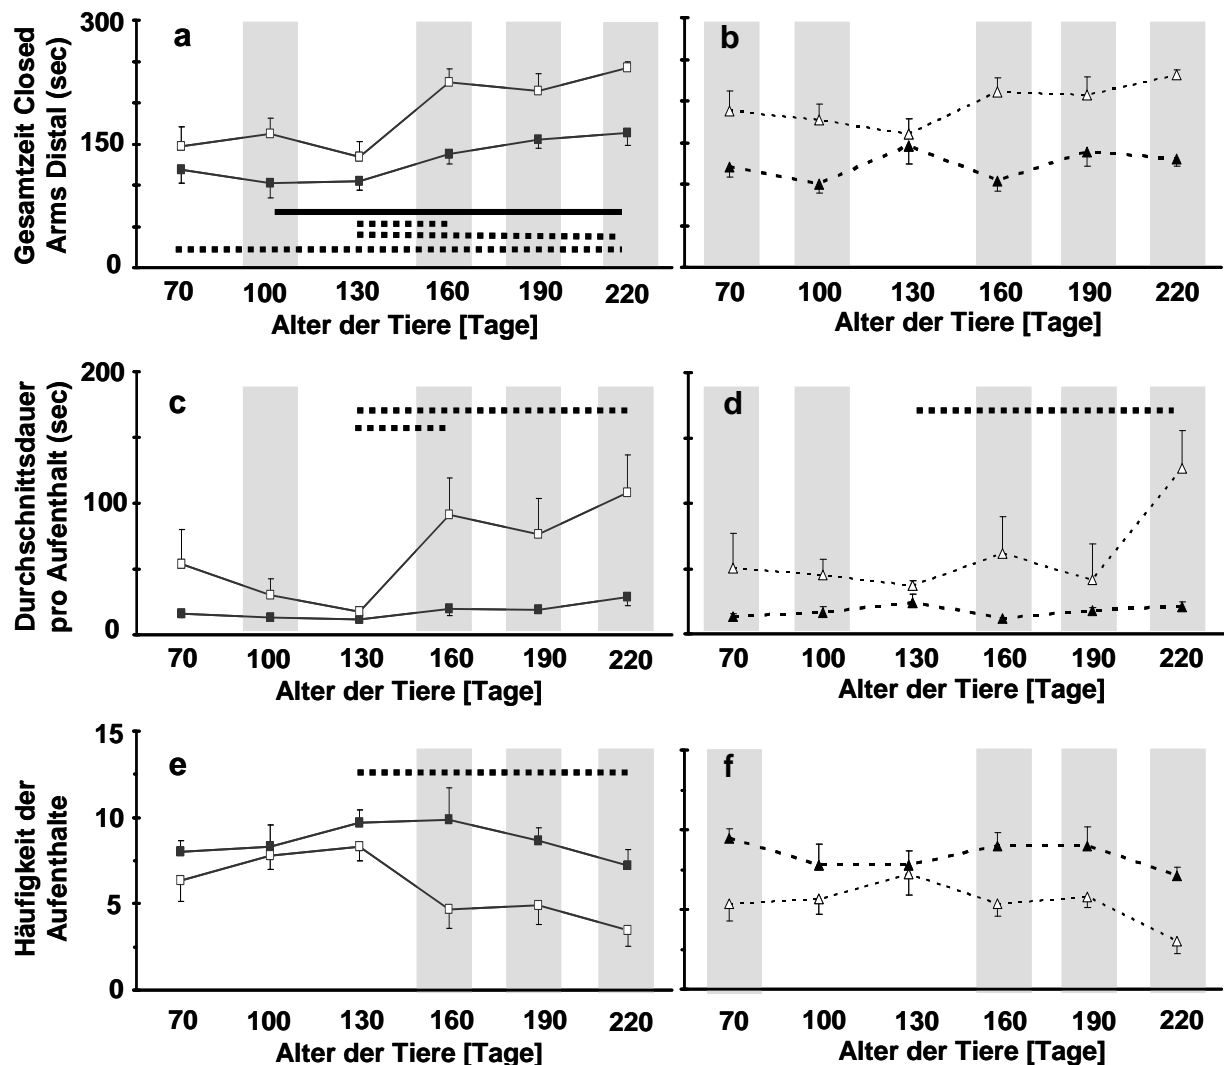 300
a
b
Gesamtzeit Closed
Arms Distal (sec)
150
0
70 100 130 160 190 220
70 100 130 160 190 220
Alter der Tiere [Tage]
Alter der Tiere [Tage]
200
c
d
Durchschnittsdauer
pro Aufenthalt (sec)
100
0
70 100 130 160 190 220
70 100 130 160 190 220
Alter der Tiere [Tage]
Alter der Tiere [Tage]
15
e
f
Häufigkeit der
Aufenthalte
10
5
0
70 100 130 160 190 220
70 100 130 160 190 220
Alter der Tiere [Tage]
Alter der Tiere [Tage]